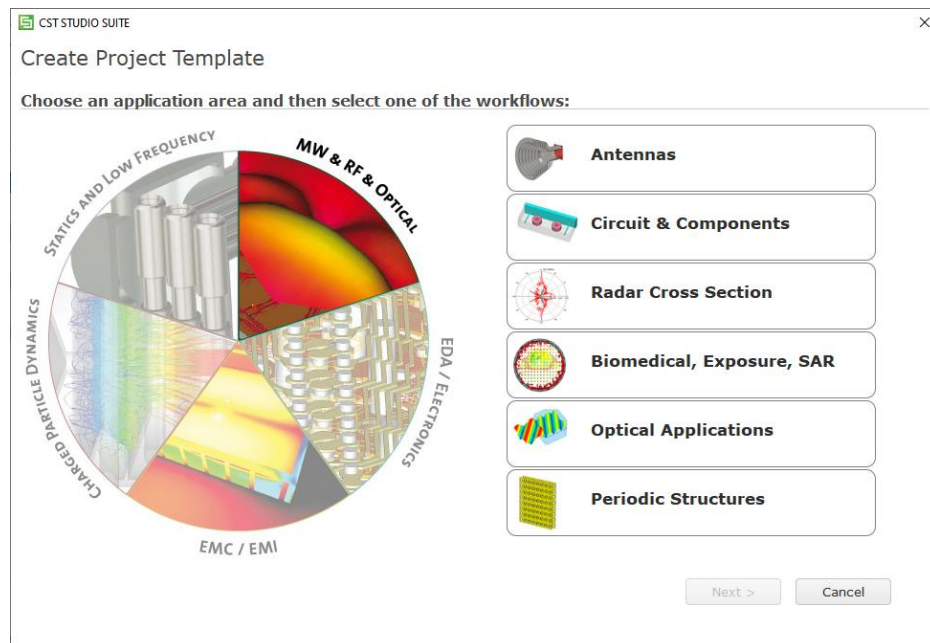 CST STUDIO SUITE
Create Project Template
Choose an application area and then select one of the workflows:
STATICS AND LOW FREQUENCY
MW & RF & OPTICAL
EDA / ELECTRONICS
EMC / EMI
CHARGED PARTICLE DYNAMICS
Antennas
Circuit & Components
Radar Cross Section
Biomedical, Exposure, SAR
Optical Applications
Periodic Structures
Next >
Cancel